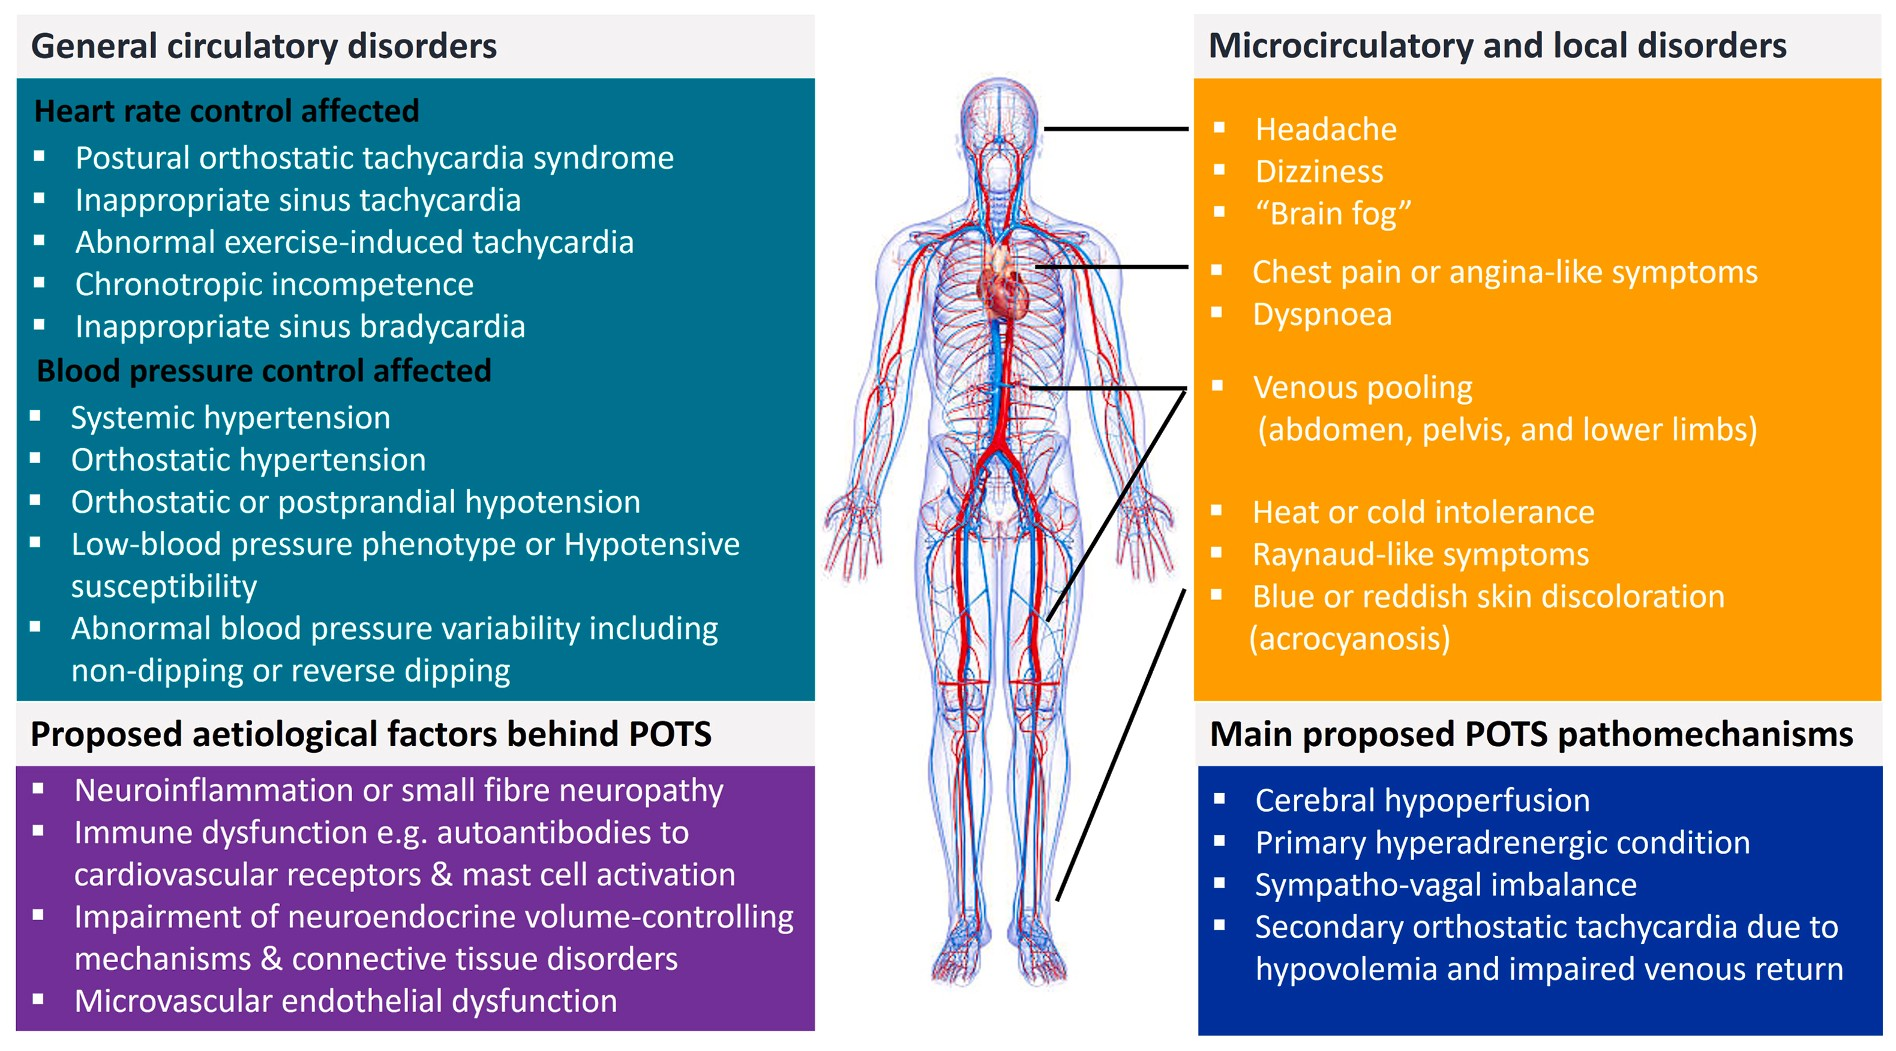 General circulatory disorders
Heart rate control affected
▪ Postural orthostatic tachycardia syndrome
▪ Inappropriate sinus tachycardia
▪ Abnormal exercise-induced tachycardia
▪ Chronotropic incompetence
▪ Inappropriate sinus bradycardia
Blood pressure control affected
▪ Systemic hypertension
▪ Orthostatic hypertension
▪ Orthostatic or postprandial hypotension
▪ Low-blood pressure phenotype or Hypotensive
susceptibility
▪ Abnormal blood pressure variability including
non-dipping or reverse dipping
Proposed aetiological factors behind POTS
▪ Neuroinflammation or small fibre neuropathy
▪ Immune dysfunction e.g. autoantibodies to
cardiovascular receptors & mast cell activation
▪ Impairment of neuroendocrine volume-controlling
mechanisms & connective tissue disorders
▪ Microvascular endothelial dysfunction
Microcirculatory and local disorders
▪ Headache
▪ Dizziness
▪ “Brain fog”
▪ Chest pain or angina-like symptoms
▪ Dyspnoea
▪ Venous pooling
(abdomen, pelvis, and lower limbs)
▪ Heat or cold intolerance
▪ Raynaud-like symptoms
▪ Blue or reddish skin discoloration
(acrocyanosis)
Main proposed POTS pathomechanisms
▪ Cerebral hypoperfusion
▪ Primary hyperadrenergic condition
▪ Sympatho-vagal imbalance
▪ Secondary orthostatic tachycardia due to
hypovolemia and impaired venous return